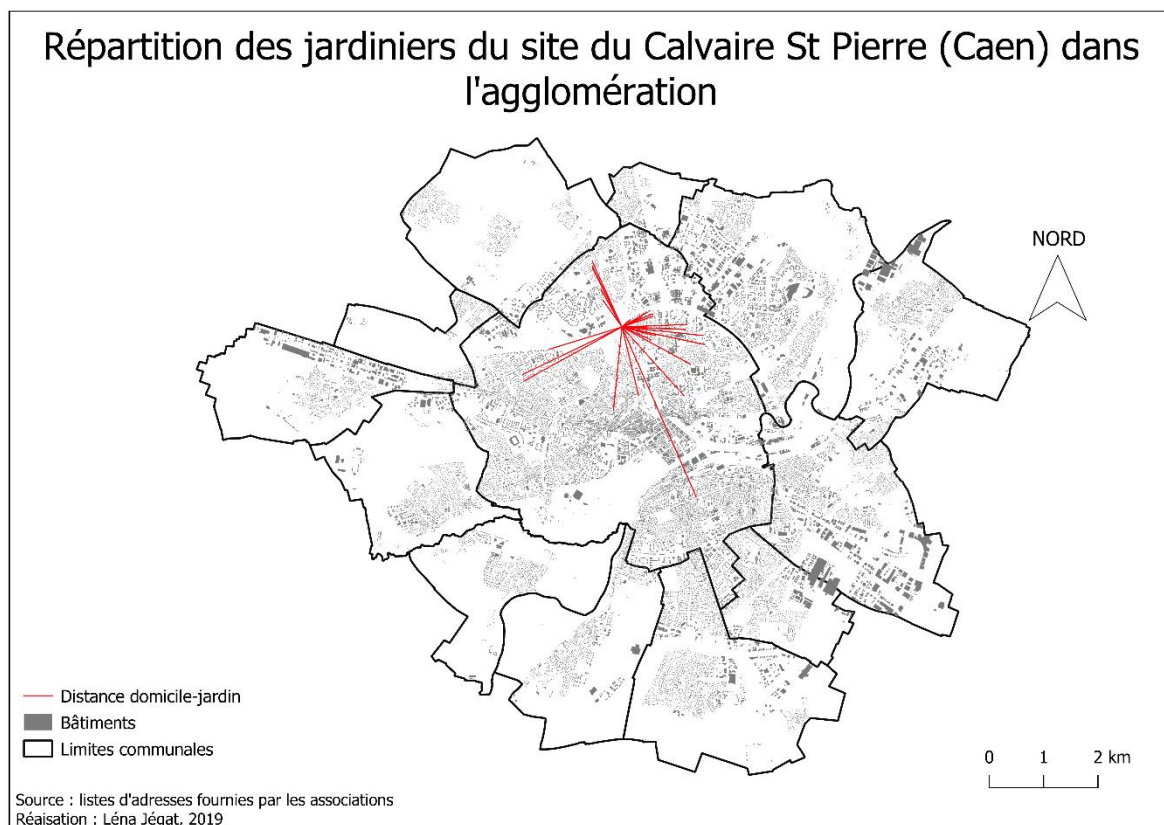 Répartition des jardiniers du site du Calvaire St Pierre (Caen) dans
l'agglomération
NORD
Distance domicile-jardin
Bâtiments
Limites communales
0 1 2 km
Source : listes d'adresses fournies par les associations
Réaisation : Léna Jégat, 2019